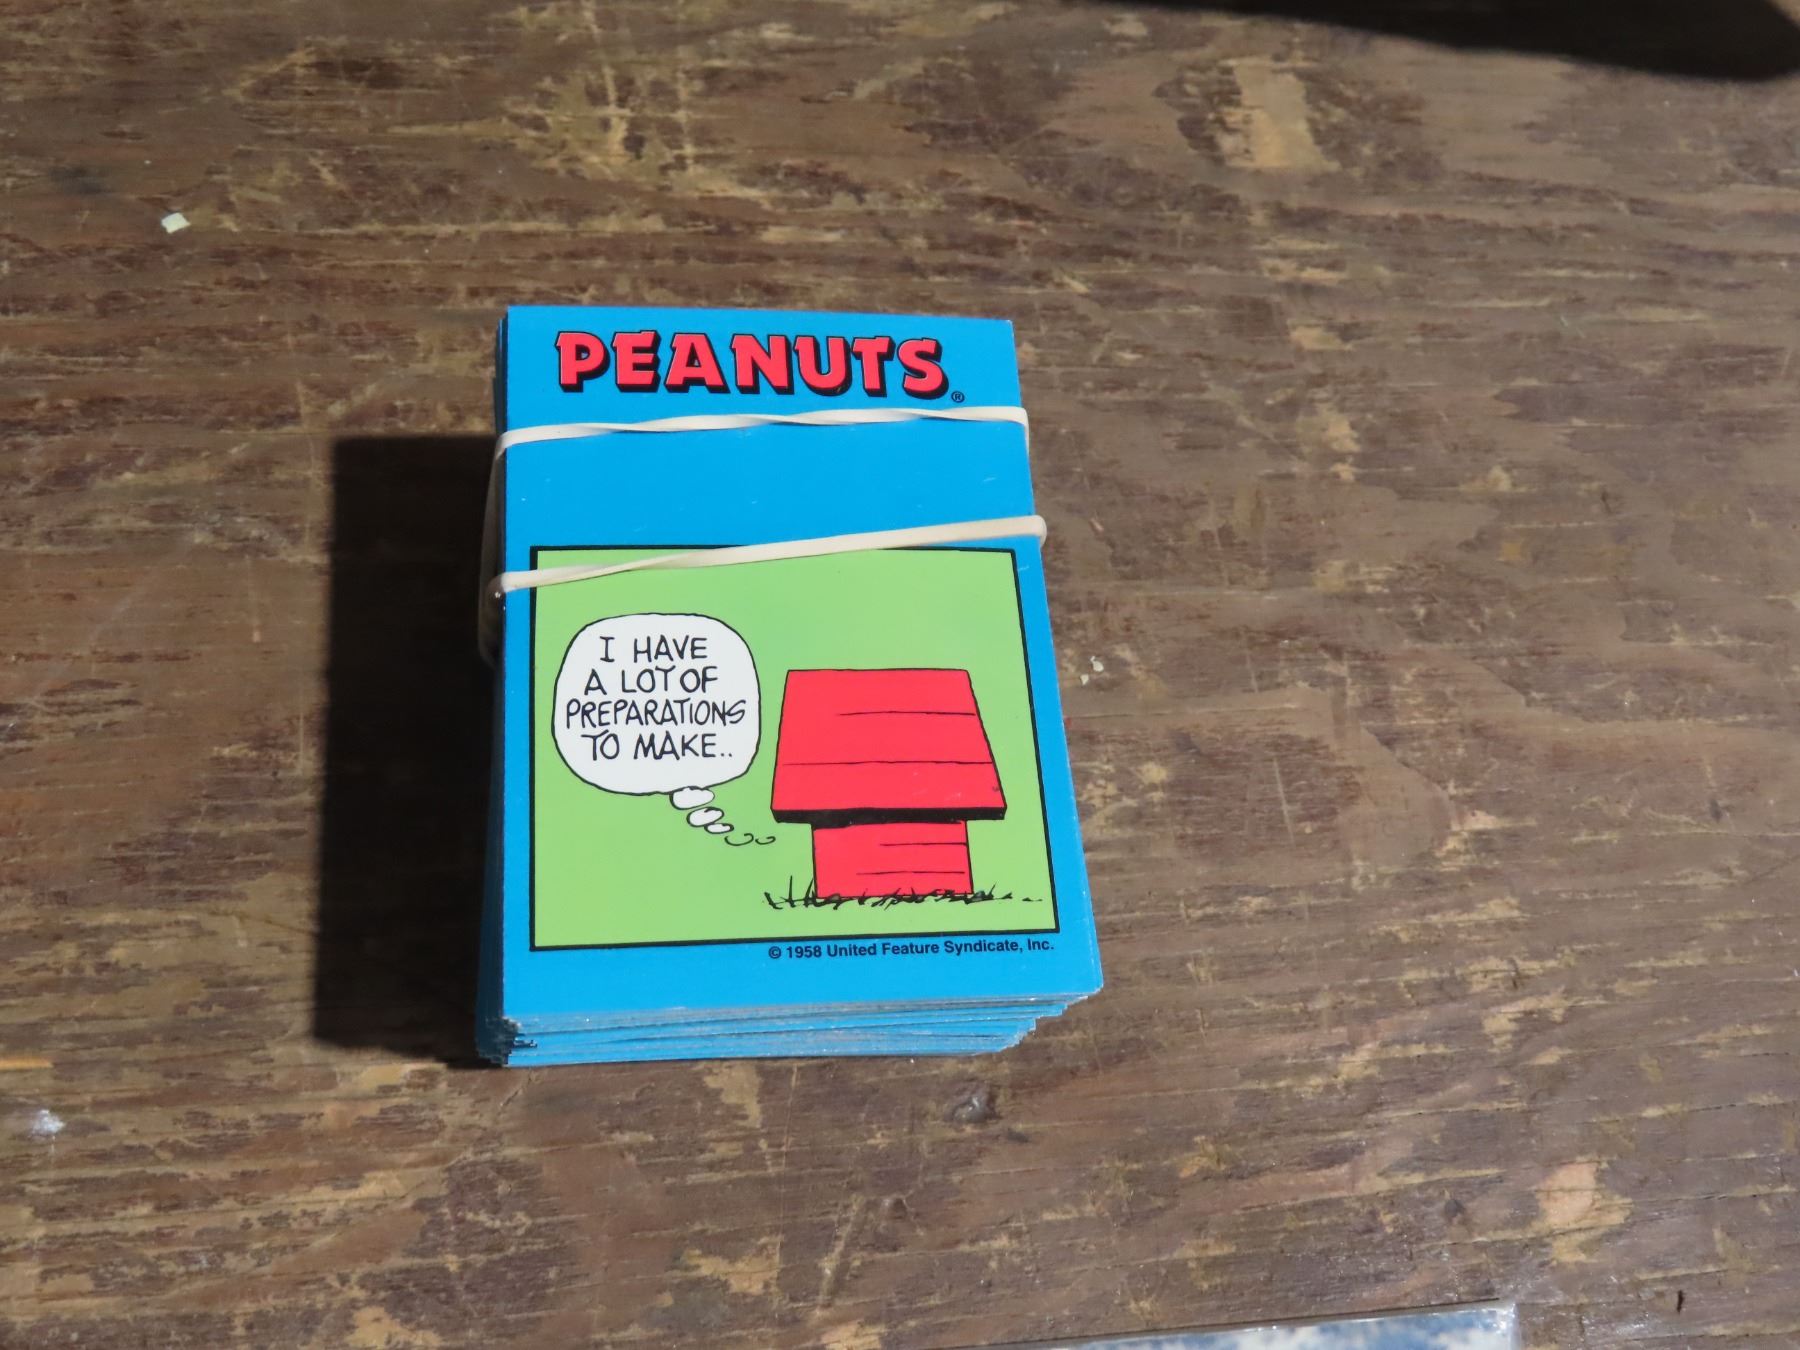 PEANUTS®
I HAVE
A LOT OF
PREPARATIONS
TO MAKE..
© 1958 United Feature Syndicate, Inc.